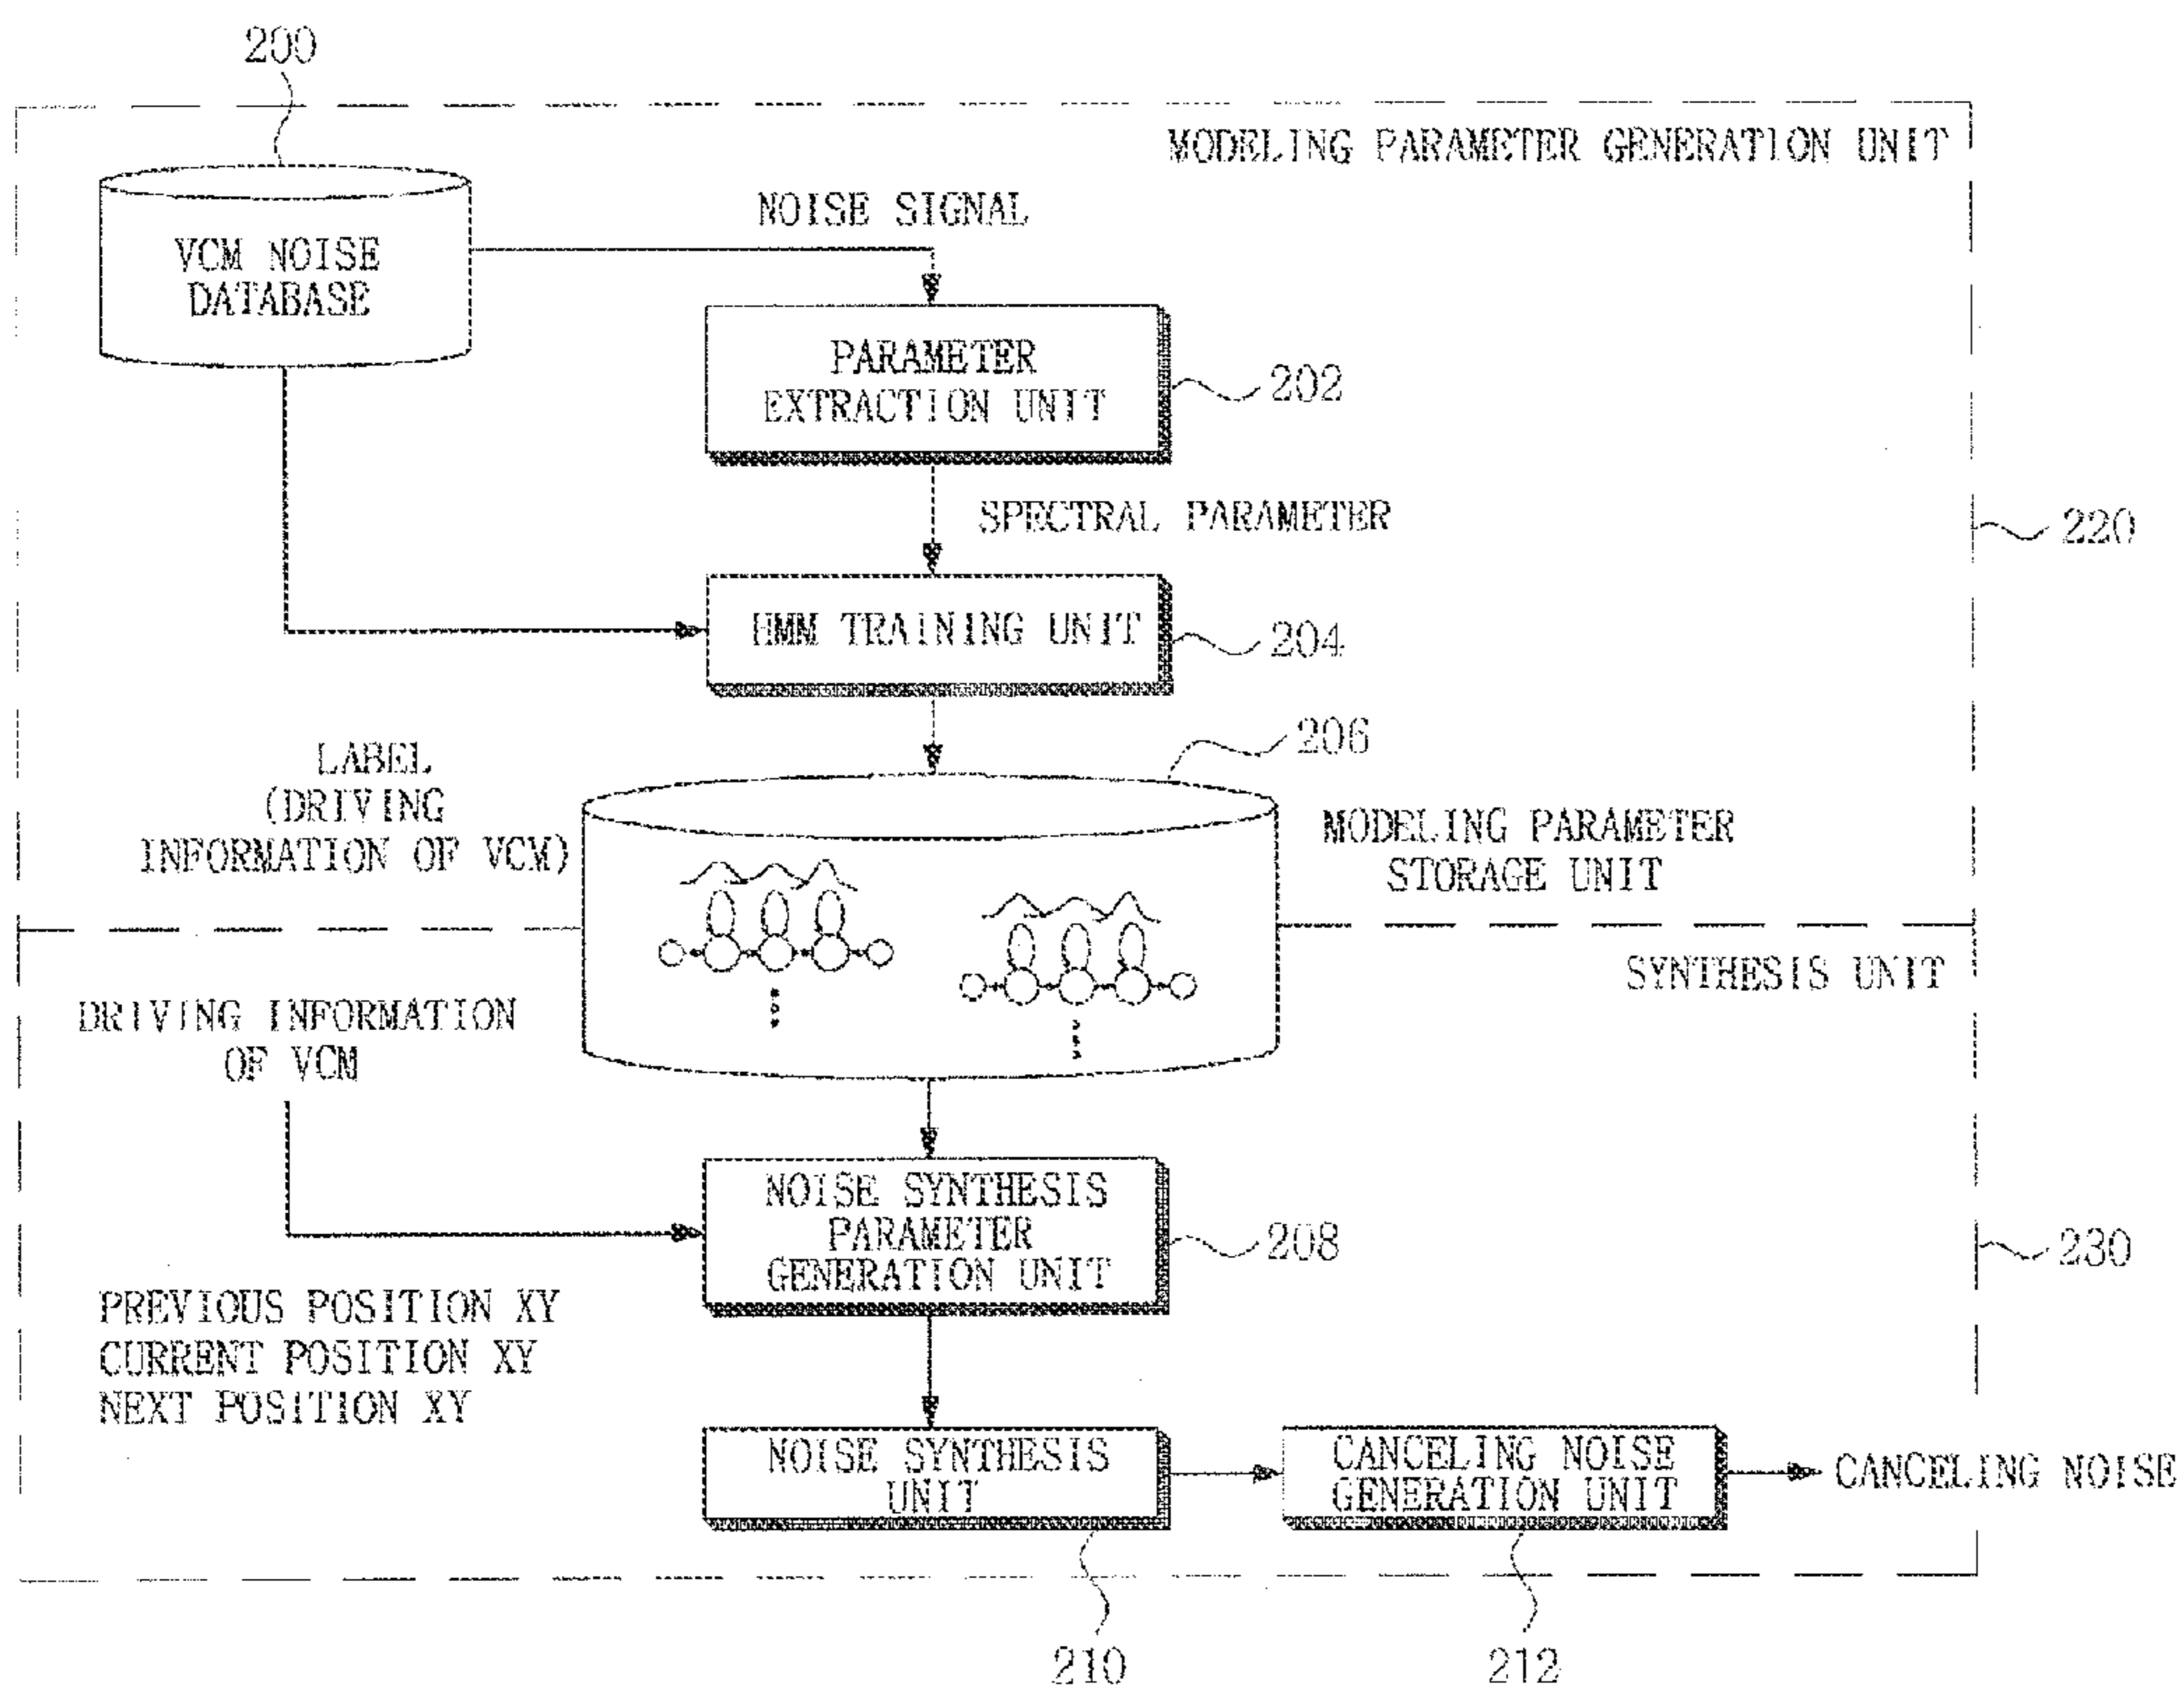 200
MODELING PARAMETER GENERATION UNIT
NOISE SIGNAL
VCM NOISE
DATABASE
PARAMETER
EXTRACTION UNIT
202
SPECTRAL PARAMETER
220
HMM TRAINING UNIT
204
206
LABEL
(DRIVING
INFORMATION OF VCM)
MODELING PARAMETER
STORAGE UNIT
SYNTHESIS UNIT
DRIVING INFORMATION
OF VCM
NOISE SYNTHESIS
PARAMETER
GENERATION UNIT
208
230
PREVIOUS POSITION XY
CURRENT POSITION XY
NEXT POSITION XY
NOISE SYNTHESIS
UNIT
CANCELING NOISE
GENERATION UNIT
CANCELING NOISE
210
212